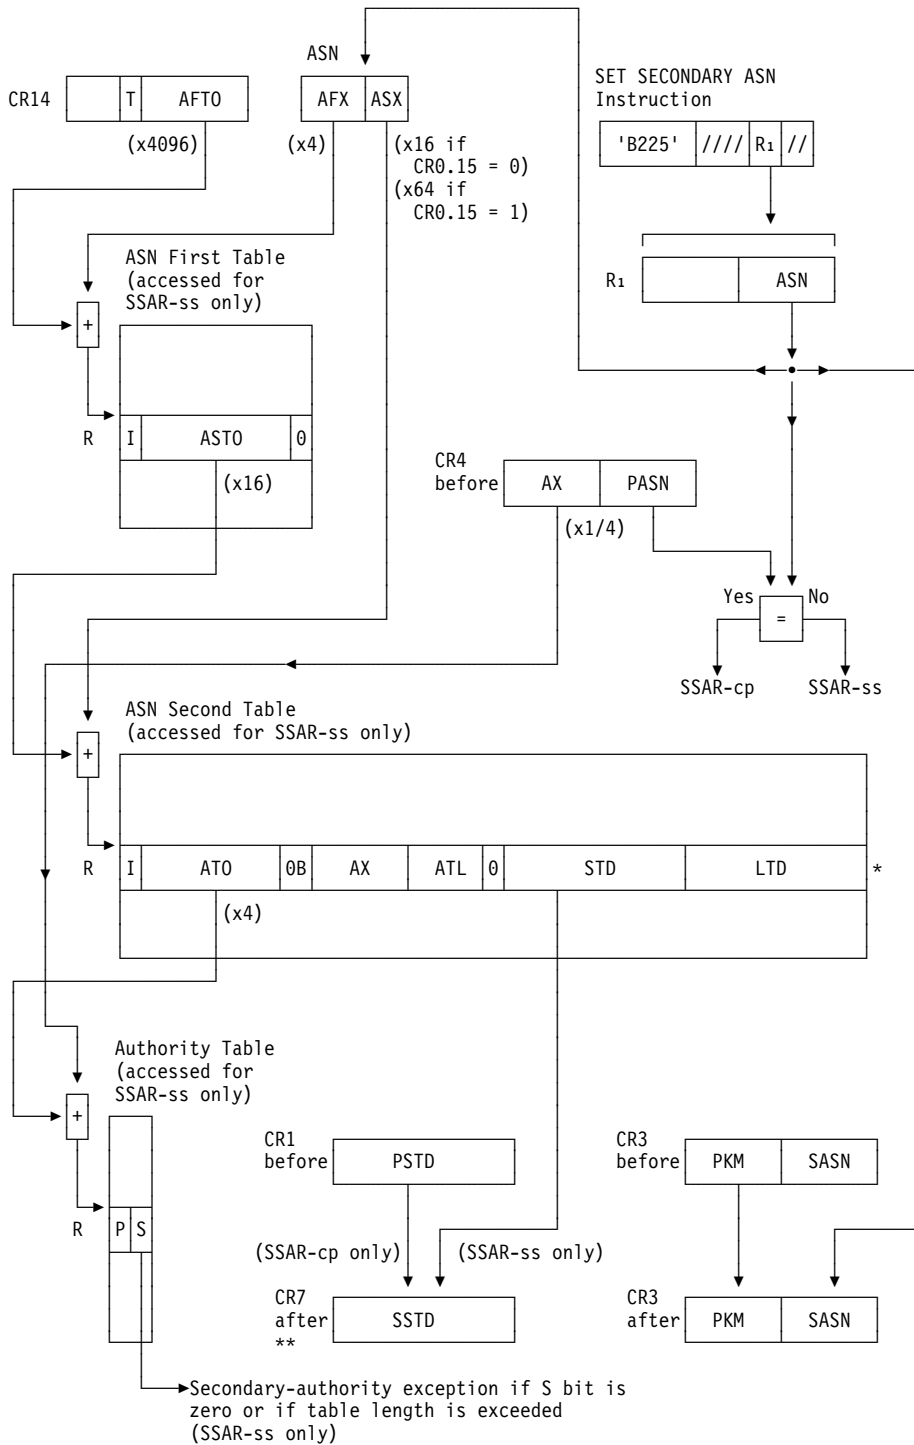 ASN
SET SECONDARY ASN
Instruction
CR14 T AFTO
AFX ASX
'B225' //// R₁ //
(x4096)
(x4)
(x16 if
CR0.15 = 0)
(x64 if
CR0.15 = 1)
ASN First Table
(accessed for
SSAR-ss only)
R₁ ASN
+
R I ASTO 0
(x16)
CR4
before AX PASN
(x1/4)
Yes = No
SSAR-cp SSAR-ss
ASN Second Table
(accessed for SSAR-ss only)
+
R I ATO 0B AX ATL 0 STD LTD *
(x4)
Authority Table
(accessed for
SSAR-ss only)
+
R P S
CR1
before PSTD
CR3
before PKM SASN
(SSAR-cp only) (SSAR-ss only)
CR7
after SSTD
**
CR3
after PKM SASN
Secondary-authority exception if S bit is
zero or if table length is exceeded
(SSAR-ss only)